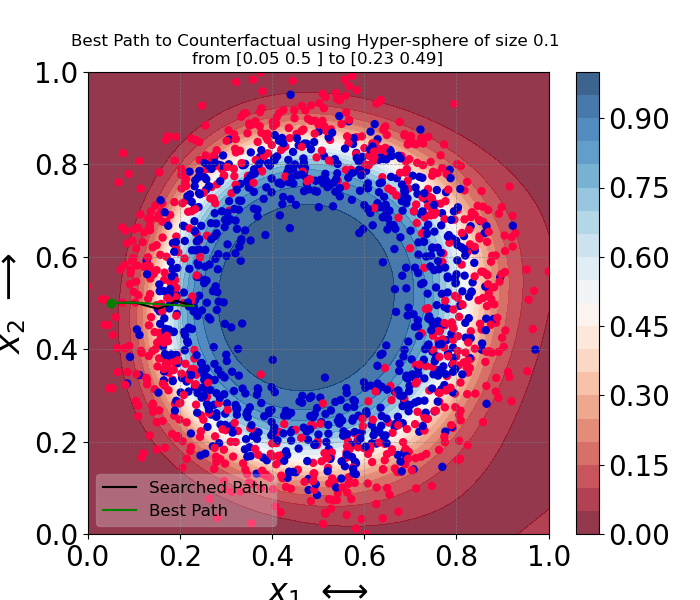 Best Path to Counterfactual using Hyper-sphere of size 0.1
from [0.05 0.5 ] to [0.23 0.49]
1.0
0.8
0.6
0.4
0.2
0.0
x2 ⟷
Searched Path
Best Path
0.0 0.2 0.4 0.6 0.8 1.0
x1 ⟷
0.90
0.75
0.60
0.45
0.30
0.15
0.00